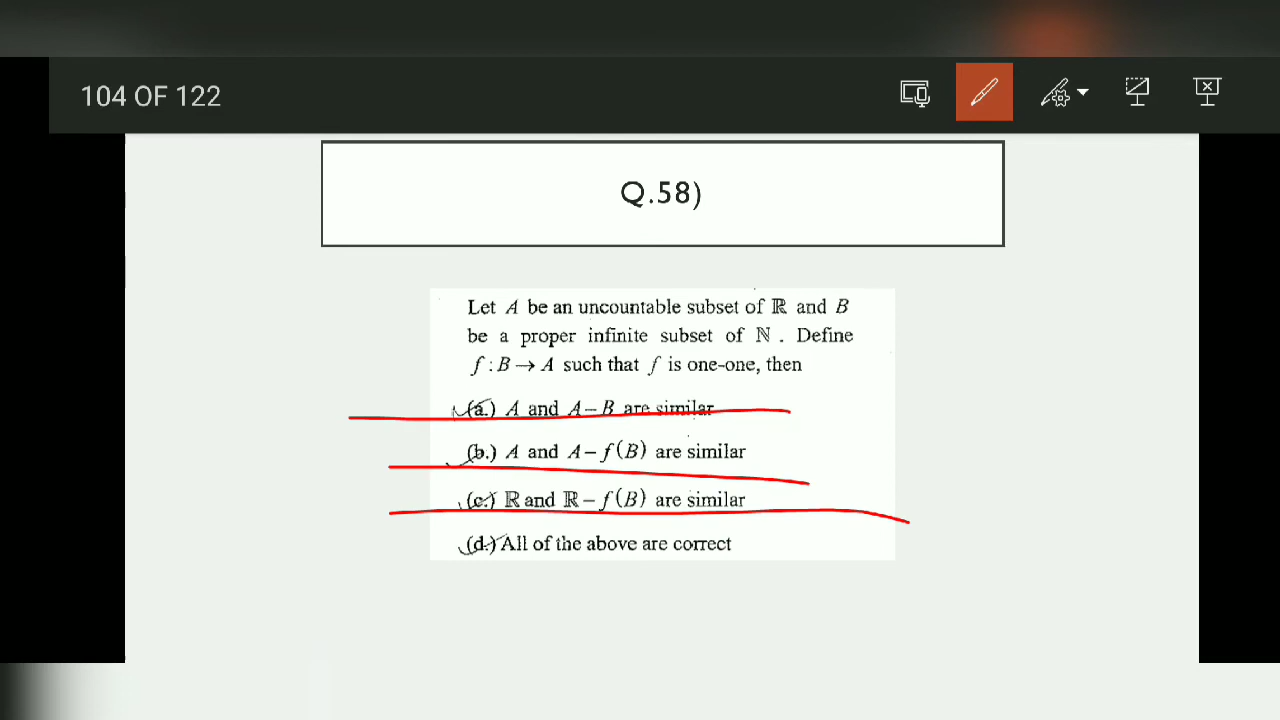 104 OF 122
Q.58)
Let A be an uncountable subset of ℝ and B
be a proper infinite subset of ℕ . Define
f : B → A such that f is one-one, then
(a.) A and A – B are similar
(b.) A and A – f(B) are similar
(c.) ℝ and ℝ – f(B) are similar
(d.) All of the above are correct